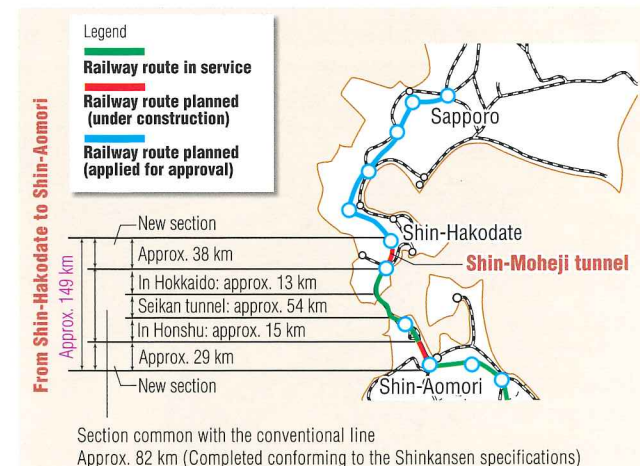 Legend
Railway route in service
Railway route planned
(under construction)
Railway route planned
(applied for approval)
Sapporo
From Shin-Hakodate to Shin-Aomori
Approx. 149 km
New section
Approx. 38 km
In Hokkaido: approx. 13 km
Seikan tunnel: approx. 54 km
In Honshu: approx. 15 km
Approx. 29 km
New section
Shin-Hakodate
Shin-Moheji tunnel
Shin-Aomori
Section common with the conventional line
Approx. 82 km (Completed conforming to the Shinkansen specifications)